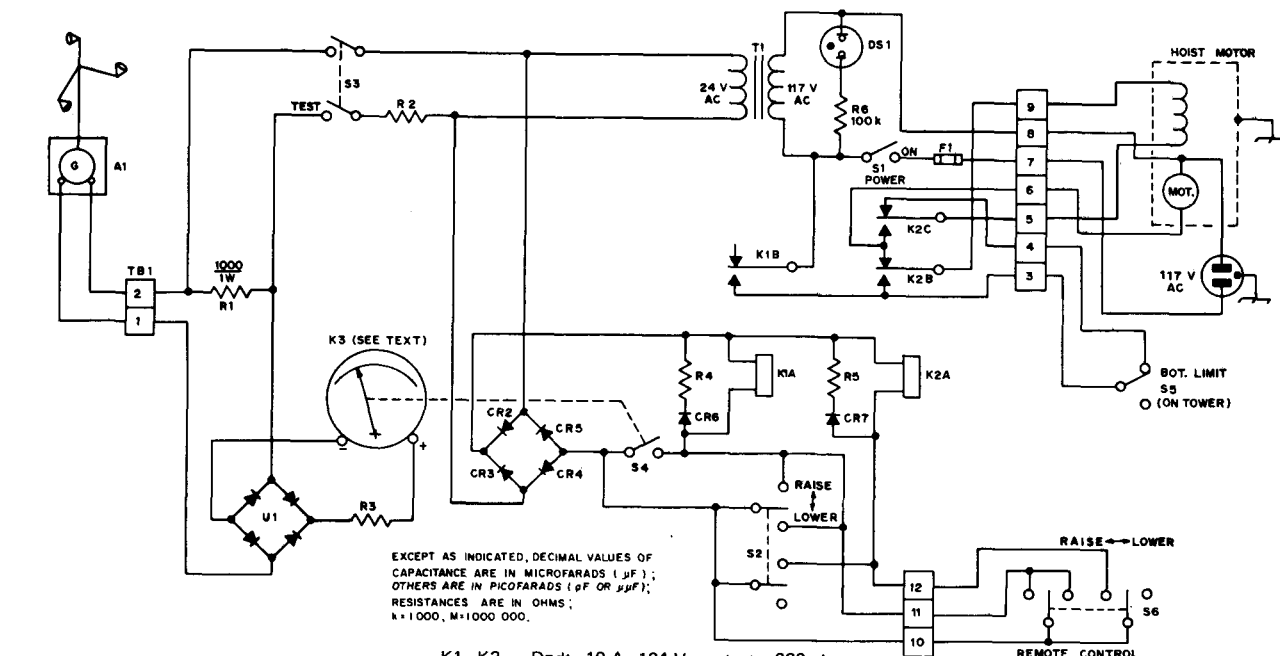 A1
G
TB1
2
1
1000
1W
R1
S3
TEST
R2
24 V
AC
T1
117 V
AC
DS1
R6
100k
ON
S1
POWER
F1
9
8
7
6
5
4
3
HOIST MOTOR
MOT.
117 V
AC
K1B
K2C
K2B
BOT. LIMIT
S5
(ON TOWER)
K3 (SEE TEXT)
−
+
U1
R3
CR2
CR5
CR3
CR4
S4
R4
CR6
K1A
R5
CR7
K2A
RAISE
LOWER
S2
12
11
10
RAISE LOWER
S6
REMOTE CONTROL
EXCEPT AS INDICATED, DECIMAL VALUES OF
CAPACITANCE ARE IN MICROFARADS ( µF ) ;
OTHERS ARE IN PICOFARADS ( pF OR µµF);
RESISTANCES ARE IN OHMS ;
k = 1000, M=1000 000.